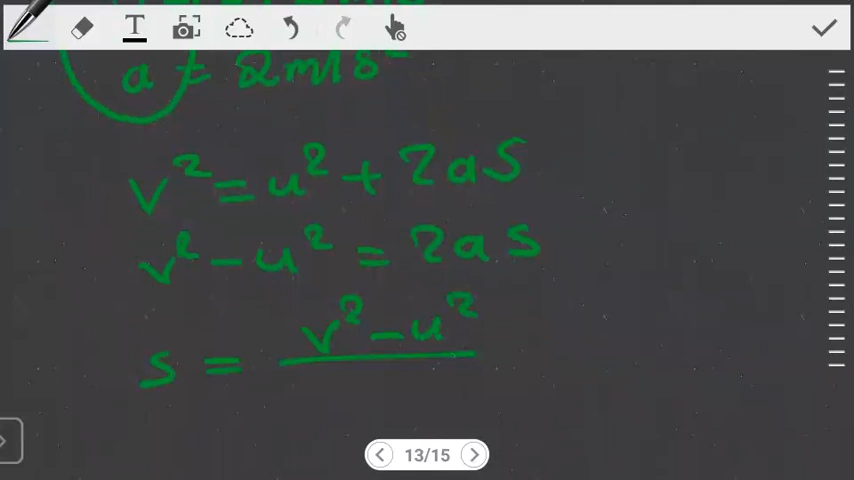 T
a = 2m/s²
v² = u² + 2aS
v² - u² = 2as
s = v² - u²
13/15